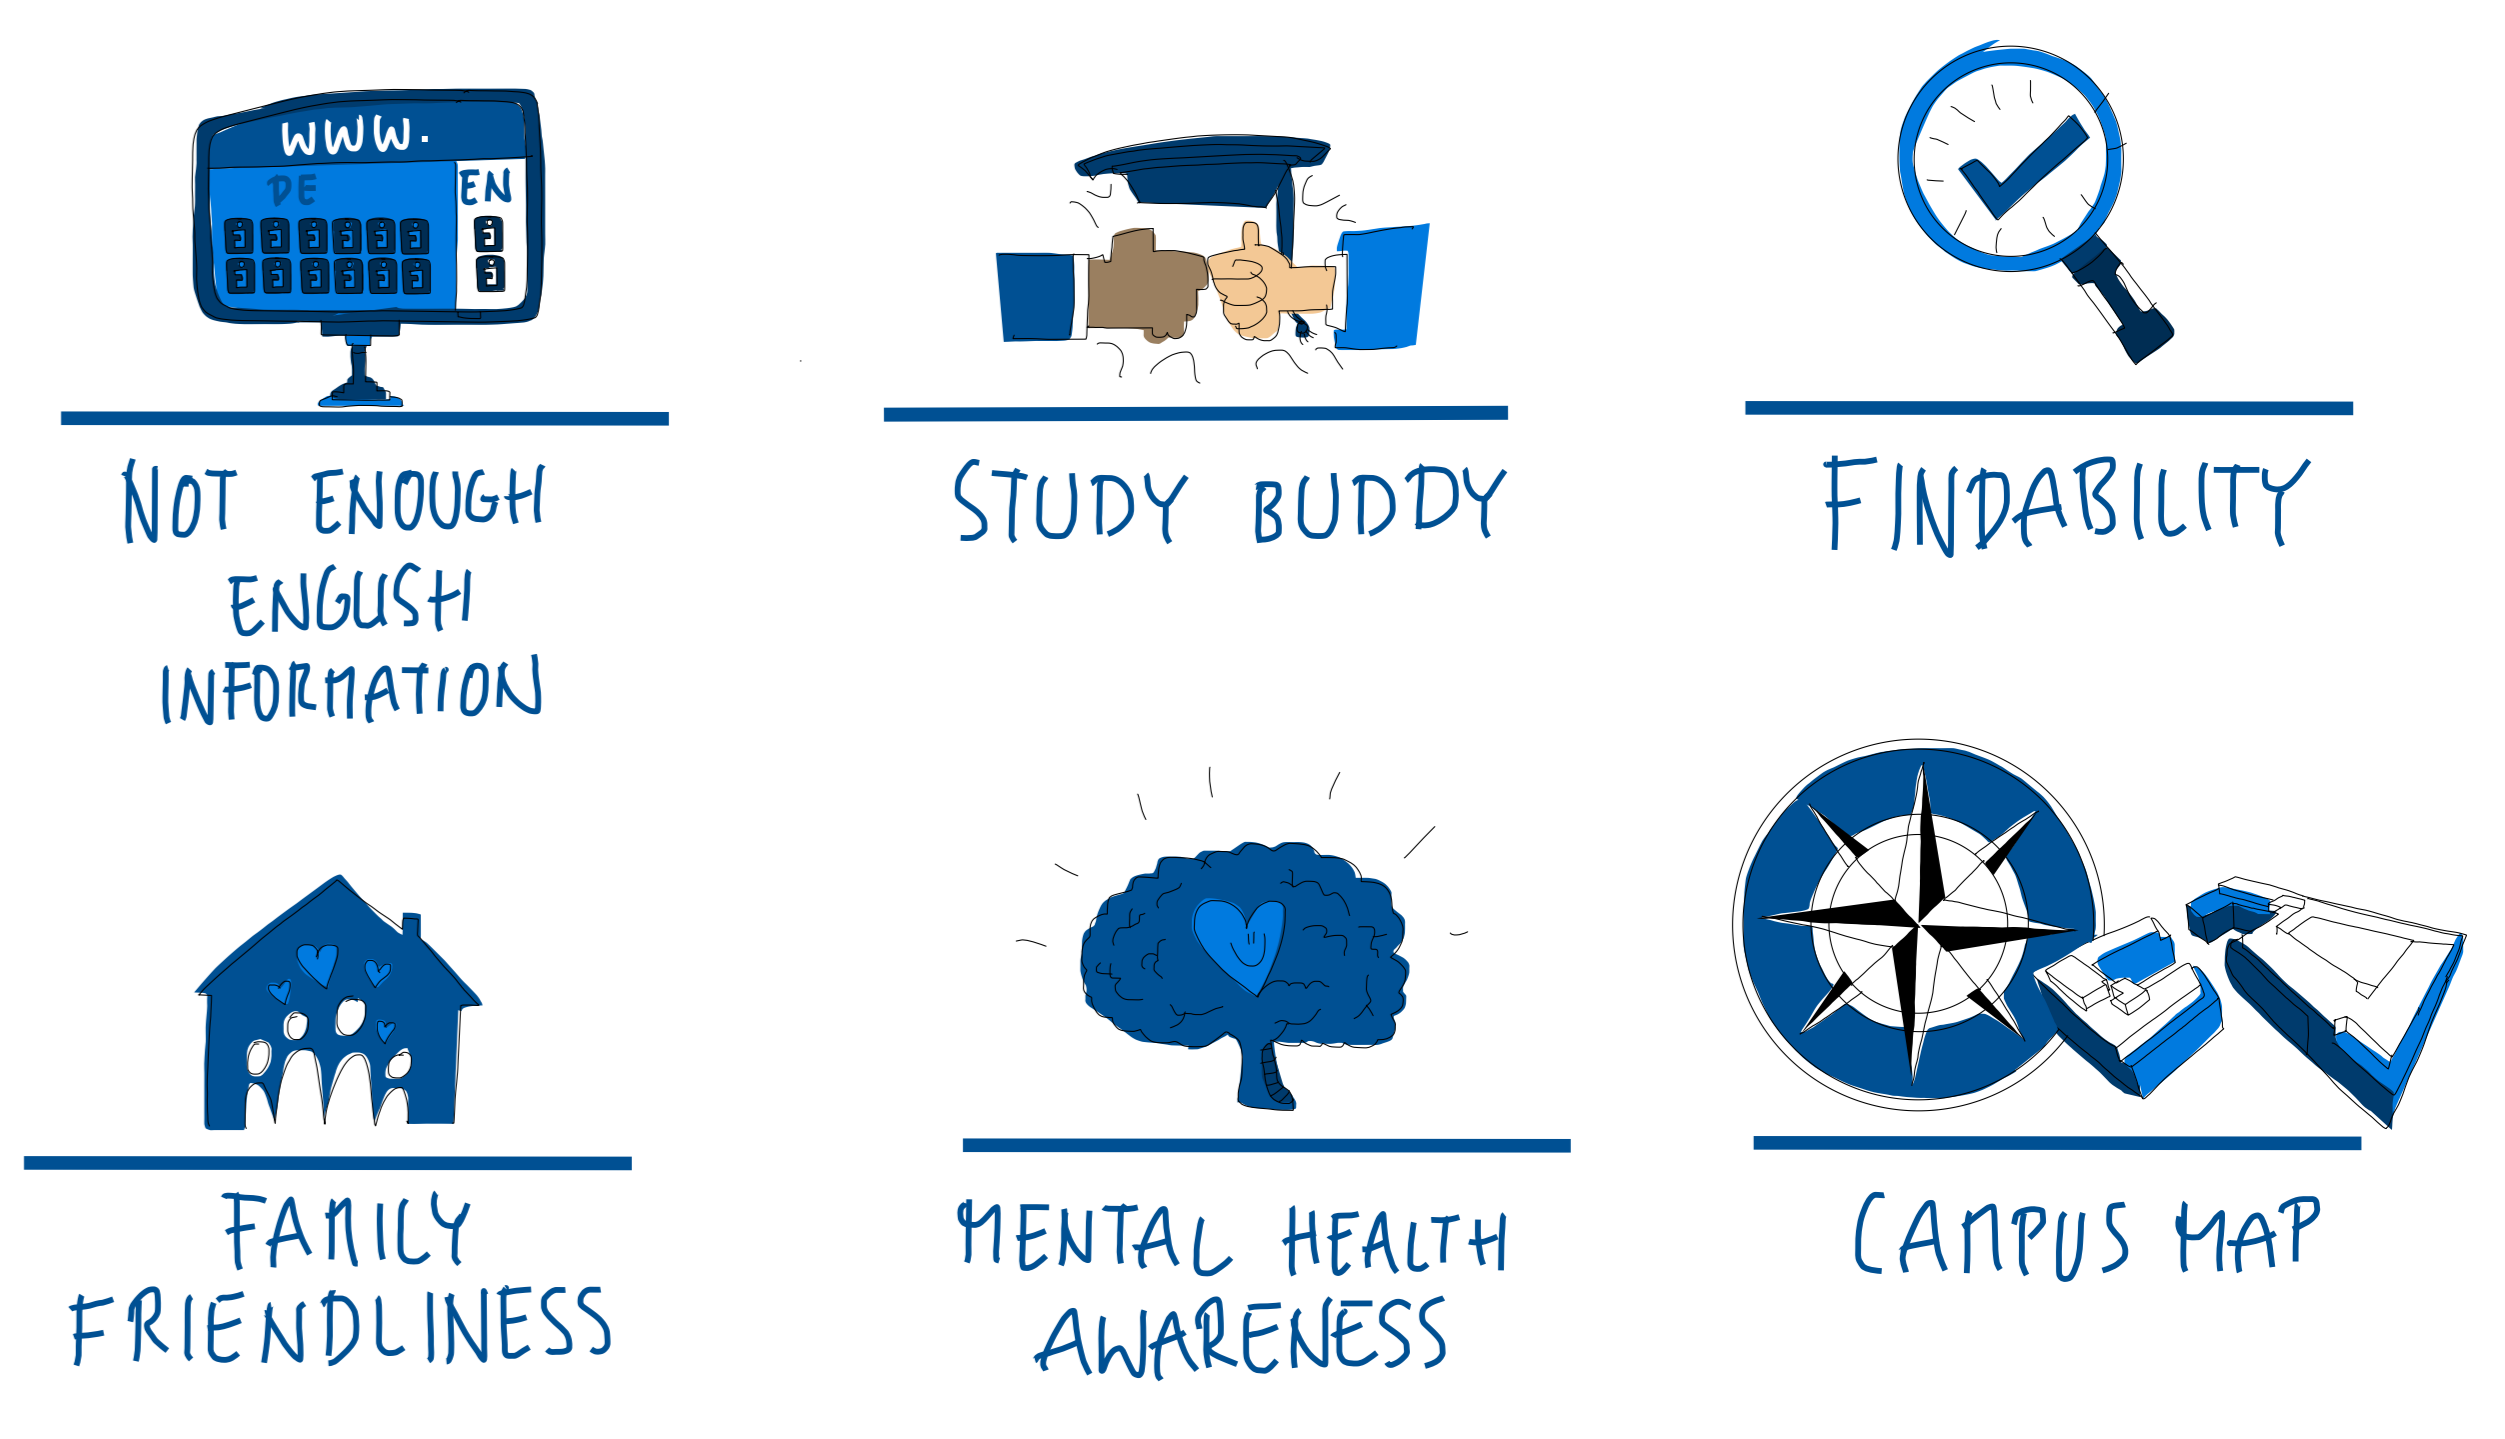 WWW.
DE
EN
i i i i i i i
i i i i i i i
NOT ENOUGH
ENGLISH
INFORMATION
STUDY BUDDY
FINDABILITY
FAMILY
FRIENDLINESS
MENTAL HEALTH
AWARENESS
CAMPUS MAP